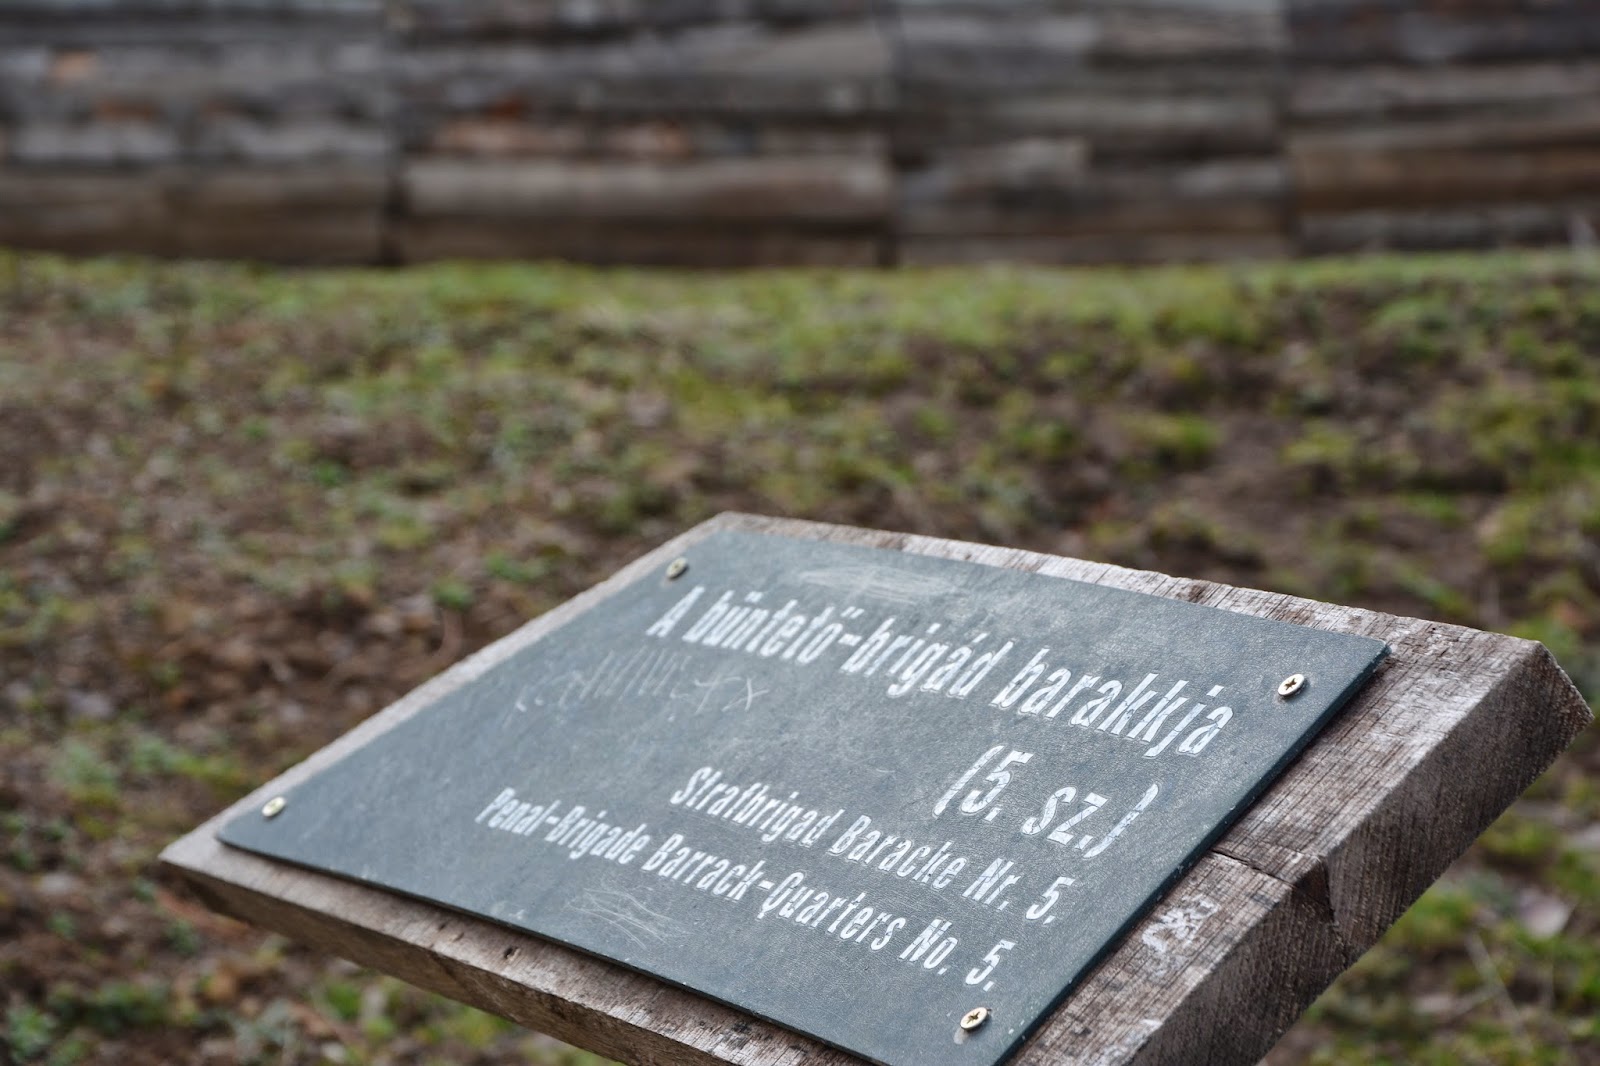 A büntető-brigád barakkja
(5. sz.)
Strafbrigad Baracke Nr. 5.
Penal-Brigade Barrack-Quarters No. 5.